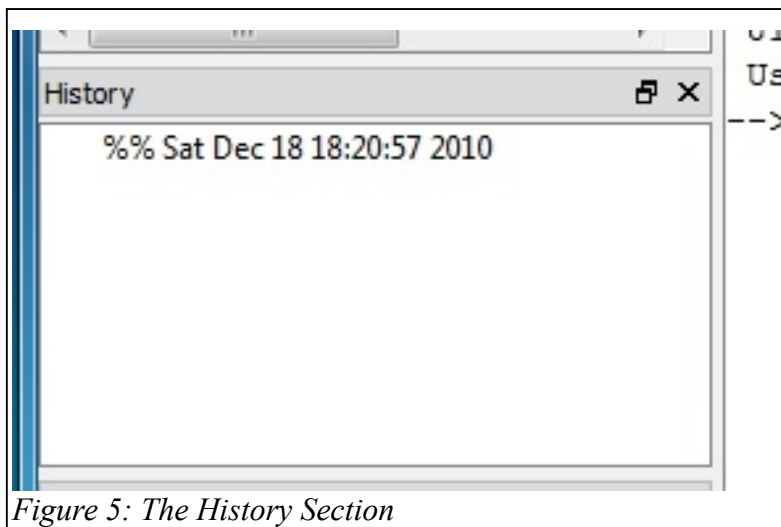 History
Us
-->
%% Sat Dec 18 18:20:57 2010
Figure 5: The History Section